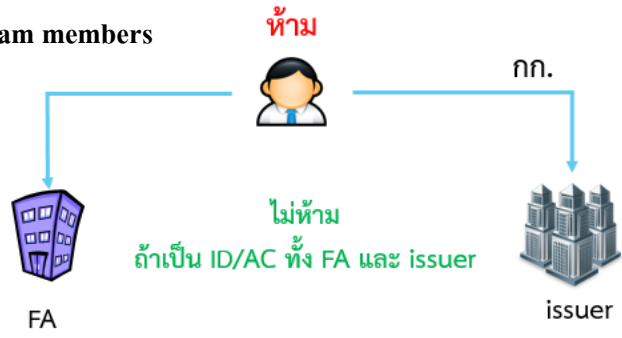 am members
ห้าม
กก.
ไม่ห้าม
ถ้าเป็น ID/AC ทั้ง FA และ issuer
FA
issuer